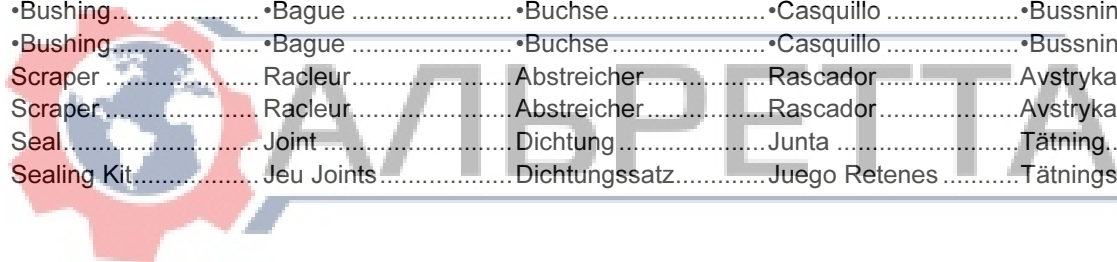 •Bushing.................... •Bague ....................... •Buchse ..................... •Casquillo ................... •Bussnin
•Bushing.................... •Bague ....................... •Buchse ..................... •Casquillo ................... •Bussnin
Scraper ..................... Racleur........................ Abstreicher.................. Rascador .................... Avstryka
Scraper ..................... Racleur........................ Abstreicher.................. Rascador .................... Avstryka
Seal........................... Joint ............................ Dichtung..................... Junta .......................... Tätning..
Sealing Kit.................. Jeu Joints.................... Dichtungssatz............. Juego Retenes ........... Tätnings
АЛЬРЕТТА